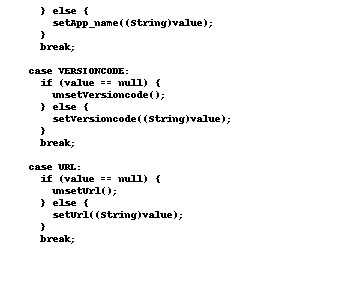 } else {
setApp_name((String)value);
}
break;
case VERSIONCODE:
if (value == null) {
unsetVersioncode();
} else {
setVersioncode((String)value);
}
break;
case URL:
if (value == null) {
unsetUrl();
} else {
setUrl((String)value);
}
break;